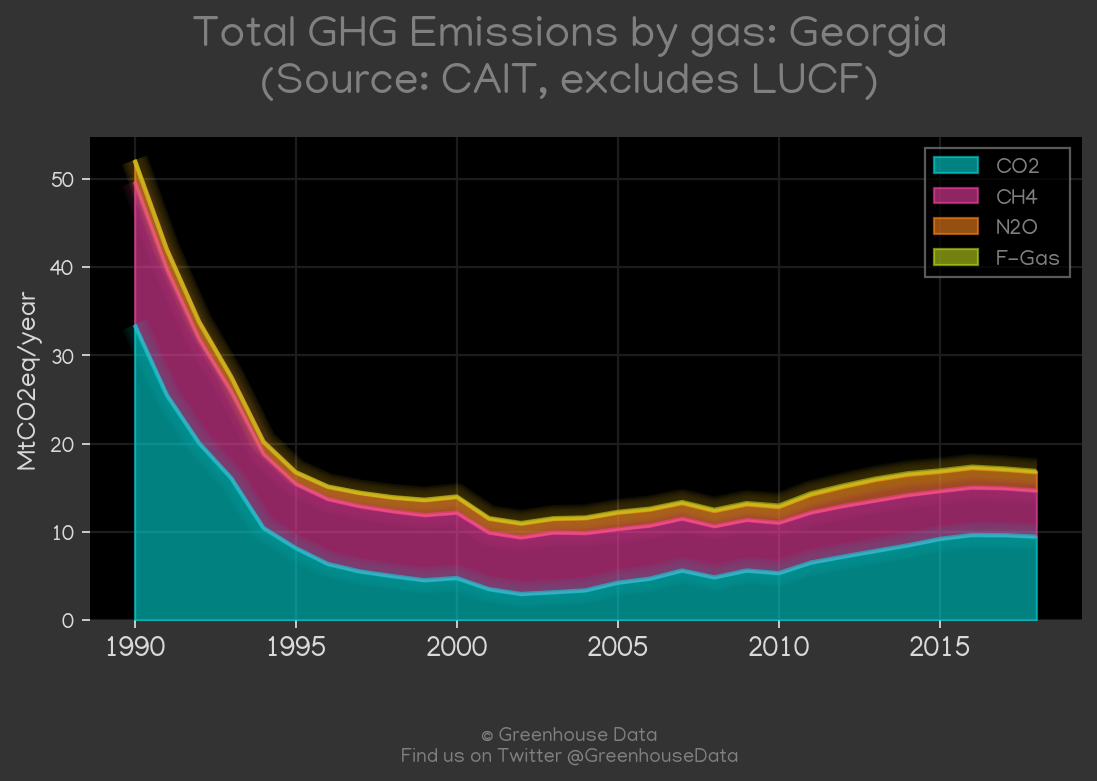 Total GHG Emissions by gas: Georgia
(Source: CAIT, excludes LUCF)
CO2
CH4
N2O
F-Gas
MtCO2eq/year
50
40
30
20
10
0
1990 1995 2000 2005 2010 2015
© Greenhouse Data
Find us on Twitter @GreenhouseData